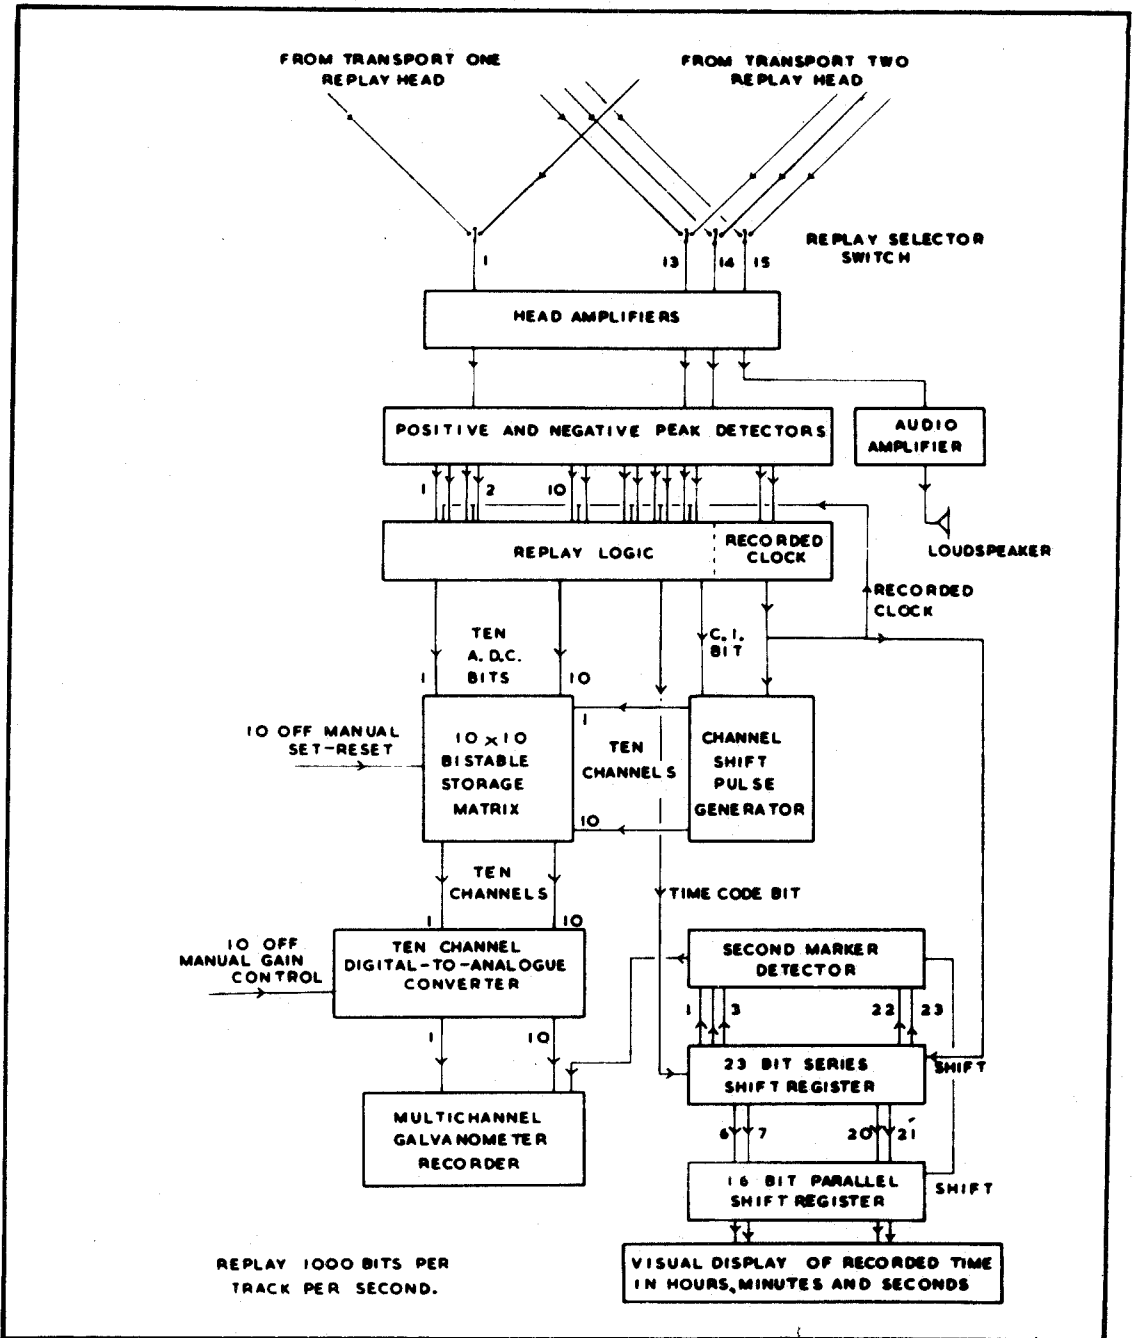 FROM TRANSPORT ONE
REPLAY HEAD
FROM TRANSPORT TWO
REPLAY HEAD
REPLAY SELECTOR
SWITCH
1
13
14
15
HEAD AMPLIFIERS
POSITIVE AND NEGATIVE PEAK DETECTORS
AUDIO
AMPLIFIER
1
2
10
LOUDSPEAKER
REPLAY LOGIC
RECORDED
CLOCK
RECORDED
CLOCK
TEN
A.D.C.
BITS
1
10
C.I.
BIT
10 OFF MANUAL
SET-RESET
10 × 10
BISTABLE
STORAGE
MATRIX
1
TEN
CHANNELS
10
CHANNEL
SHIFT
PULSE
GENERATOR
TEN
CHANNELS
1
10
TIME CODE BIT
10 OFF
MANUAL GAIN
CONTROL
TEN CHANNEL
DIGITAL-TO-ANALOGUE
CONVERTER
SECOND MARKER
DETECTOR
1
3
22
23
1
10
23 BIT SERIES
SHIFT REGISTER
SHIFT
MULTICHANNEL
GALVANOMETER
RECORDER
6
7
20
21
16 BIT PARALLEL
SHIFT REGISTER
SHIFT
REPLAY 1000 BITS PER
TRACK PER SECOND.
VISUAL DISPLAY OF RECORDED TIME
IN HOURS, MINUTES AND SECONDS